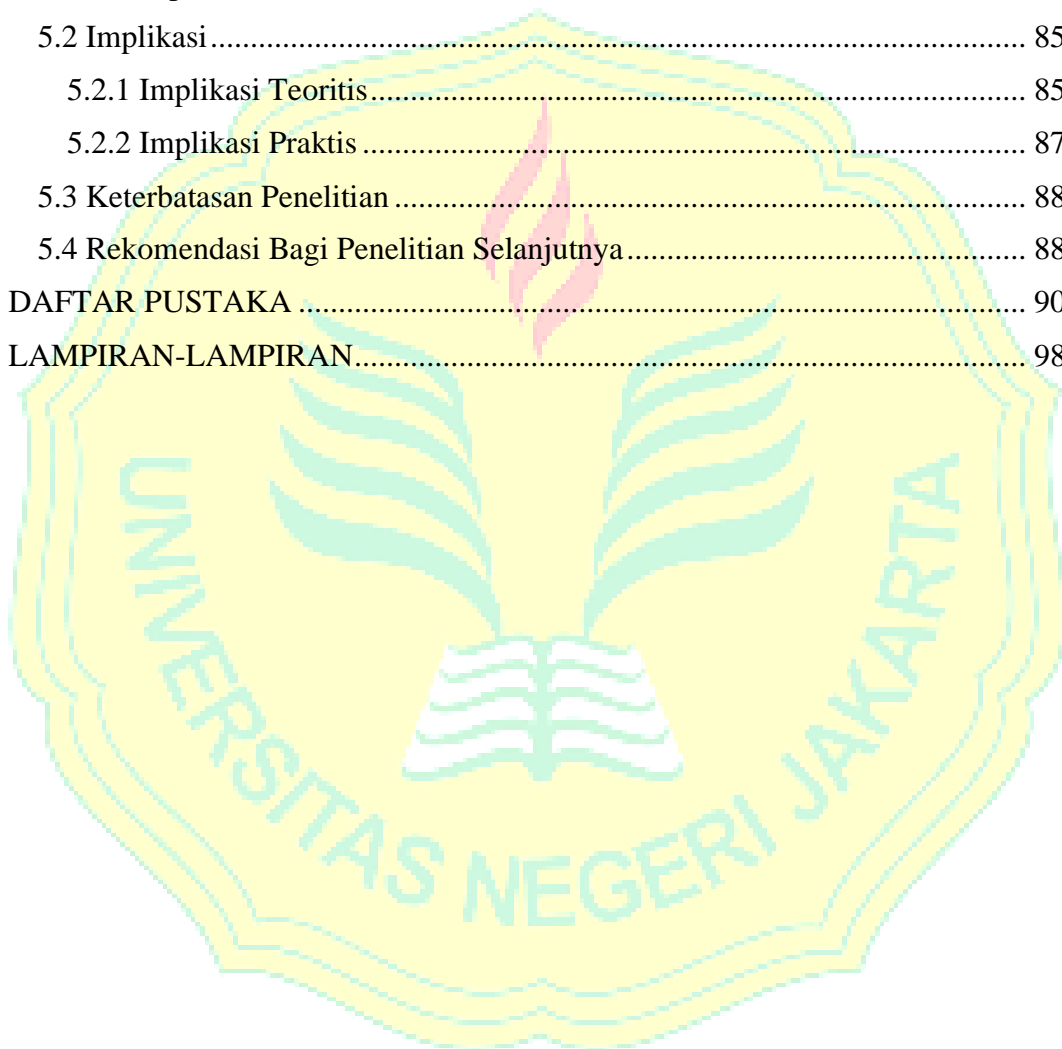 5.2 Implikasi........................................................................................................ 85
5.2.1 Implikasi Teoritis.................................................................................... 85
5.2.2 Implikasi Praktis ..................................................................................... 87
5.3 Keterbatasan Penelitian ................................................................................. 88
5.4 Rekomendasi Bagi Penelitian Selanjutnya................................................... 88
DAFTAR PUSTAKA ............................................................................................ 90
LAMPIRAN-LAMPIRAN..................................................................................... 98
UNIVERSITAS NEGERI JAKARTA